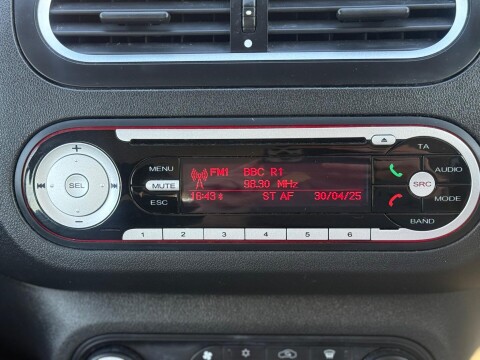 TA
MENU
FM1 BBC R1
AUDIO
SEL
MUTE
98.30 MHz
SRC
ESC
16:43
ST AF
30/04/25
MODE
BAND
1 2 3 4 5 6